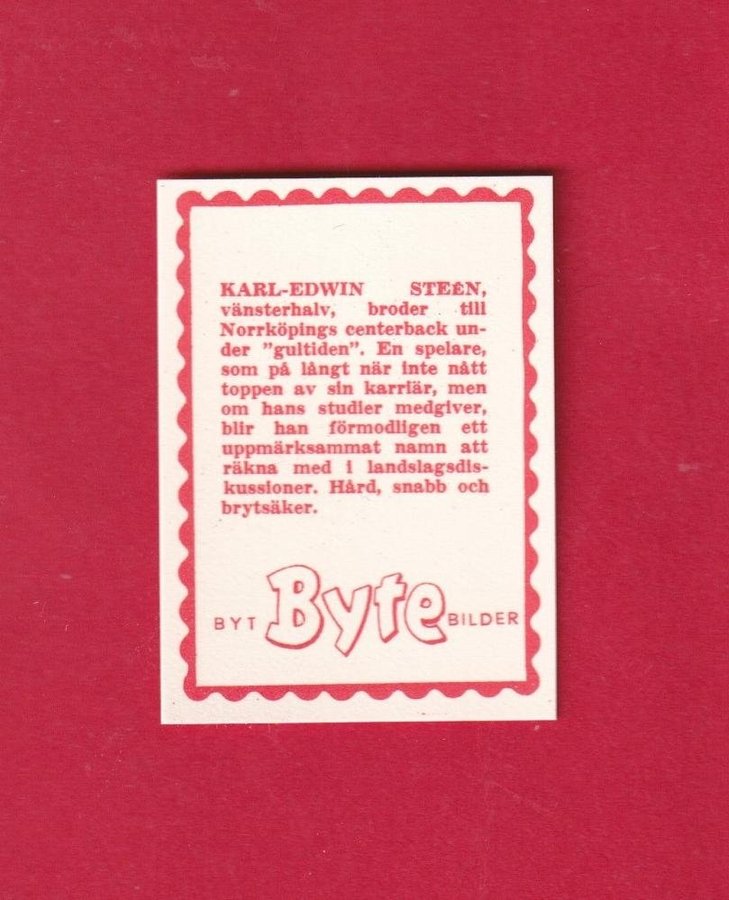 KARL-EDWIN STEEN,
vänsterhalv, broder till
Norrköpings centerback un-
der ”gultiden”. En spelare,
som på långt när inte nått
toppen av sin karriär, men
om hans studier medgiver,
blir han förmodligen ett
uppmärksammat namn att
räkna med i landslagsdis-
kussioner. Hård, snabb och
brytsäker.
BYT Byte BILDER